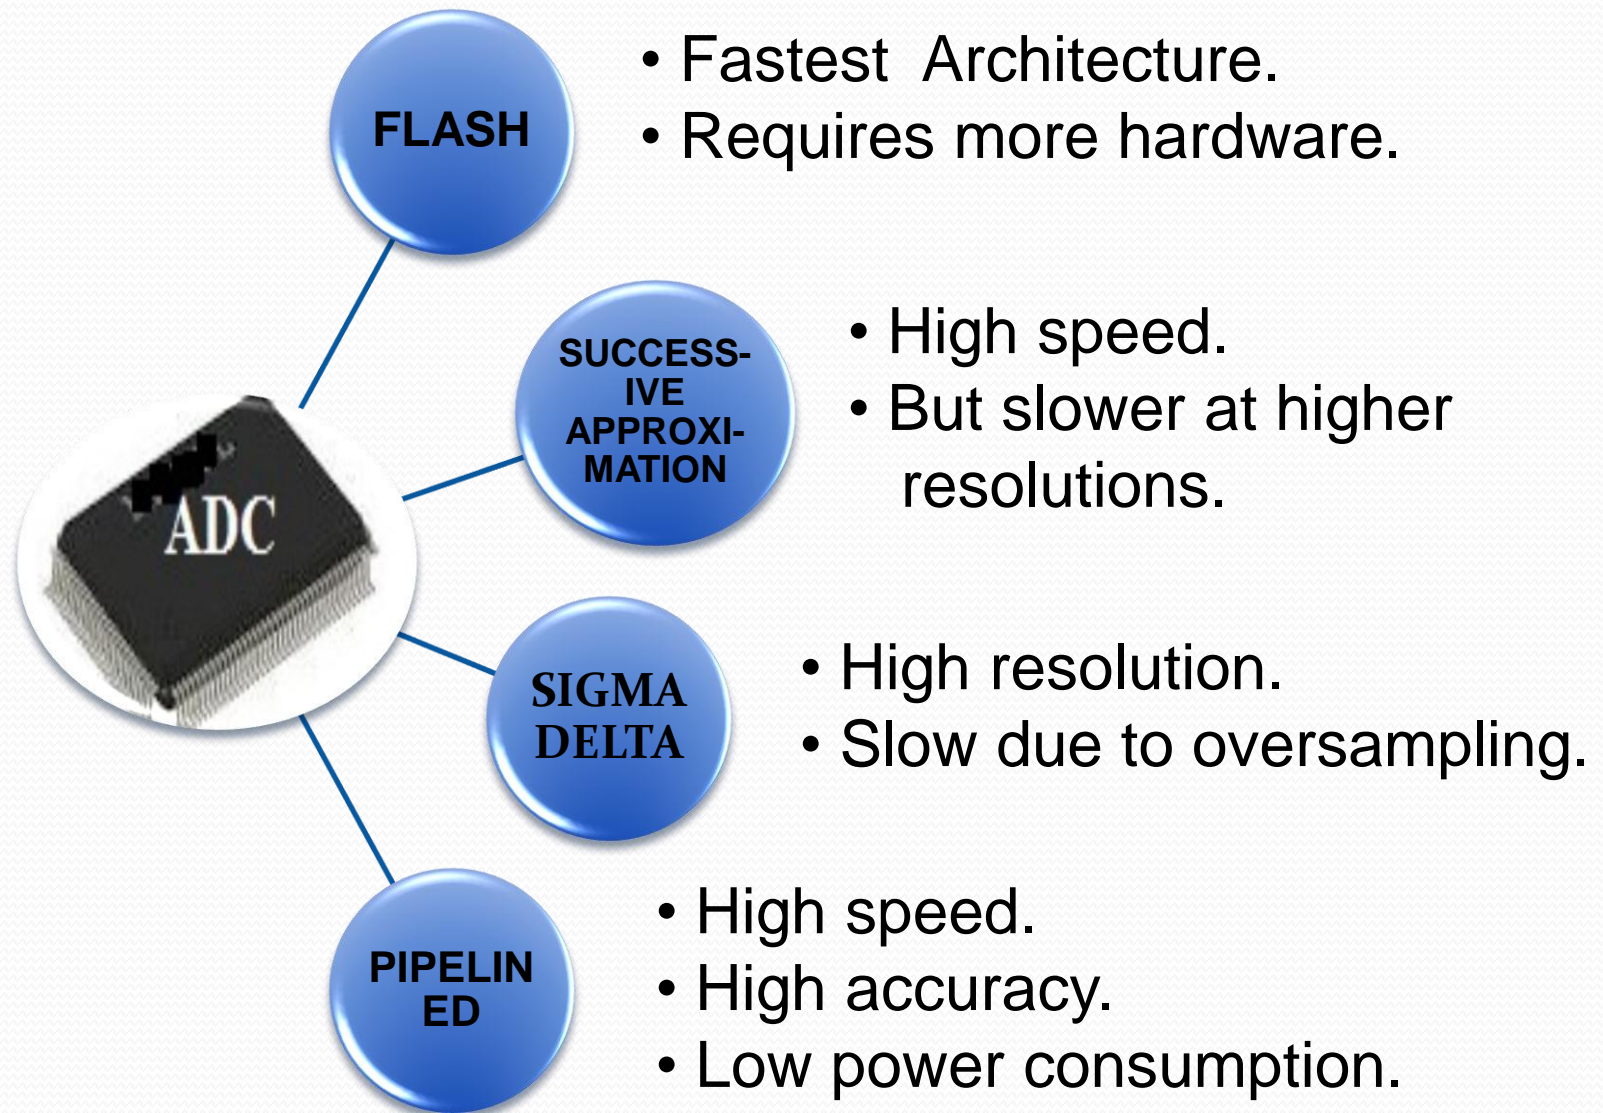 FLASH
• Fastest  Architecture.
• Requires more hardware.
SUCCESS-
IVE
APPROXI-
MATION
• High speed.
• But slower at higher
resolutions.
ADC
SIGMA
DELTA
• High resolution.
• Slow due to oversampling.
PIPELIN
ED
• High speed.
• High accuracy.
• Low power consumption.